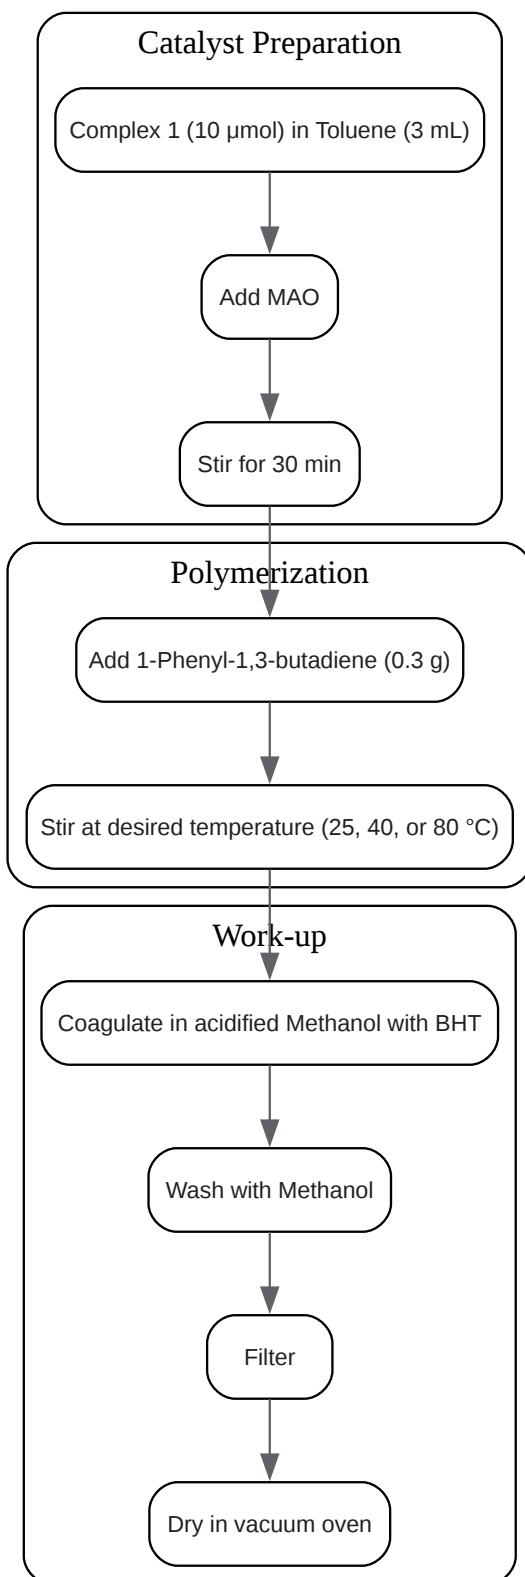 Catalyst Preparation
Complex 1 (10 μmol) in Toluene (3 mL)
Add MAO
Stir for 30 min
Polymerization
Add 1-Phenyl-1,3-butadiene (0.3 g)
Stir at desired temperature (25, 40, or 80 °C)
Work-up
Coagulate in acidified Methanol with BHT
Wash with Methanol
Filter
Dry in vacuum oven